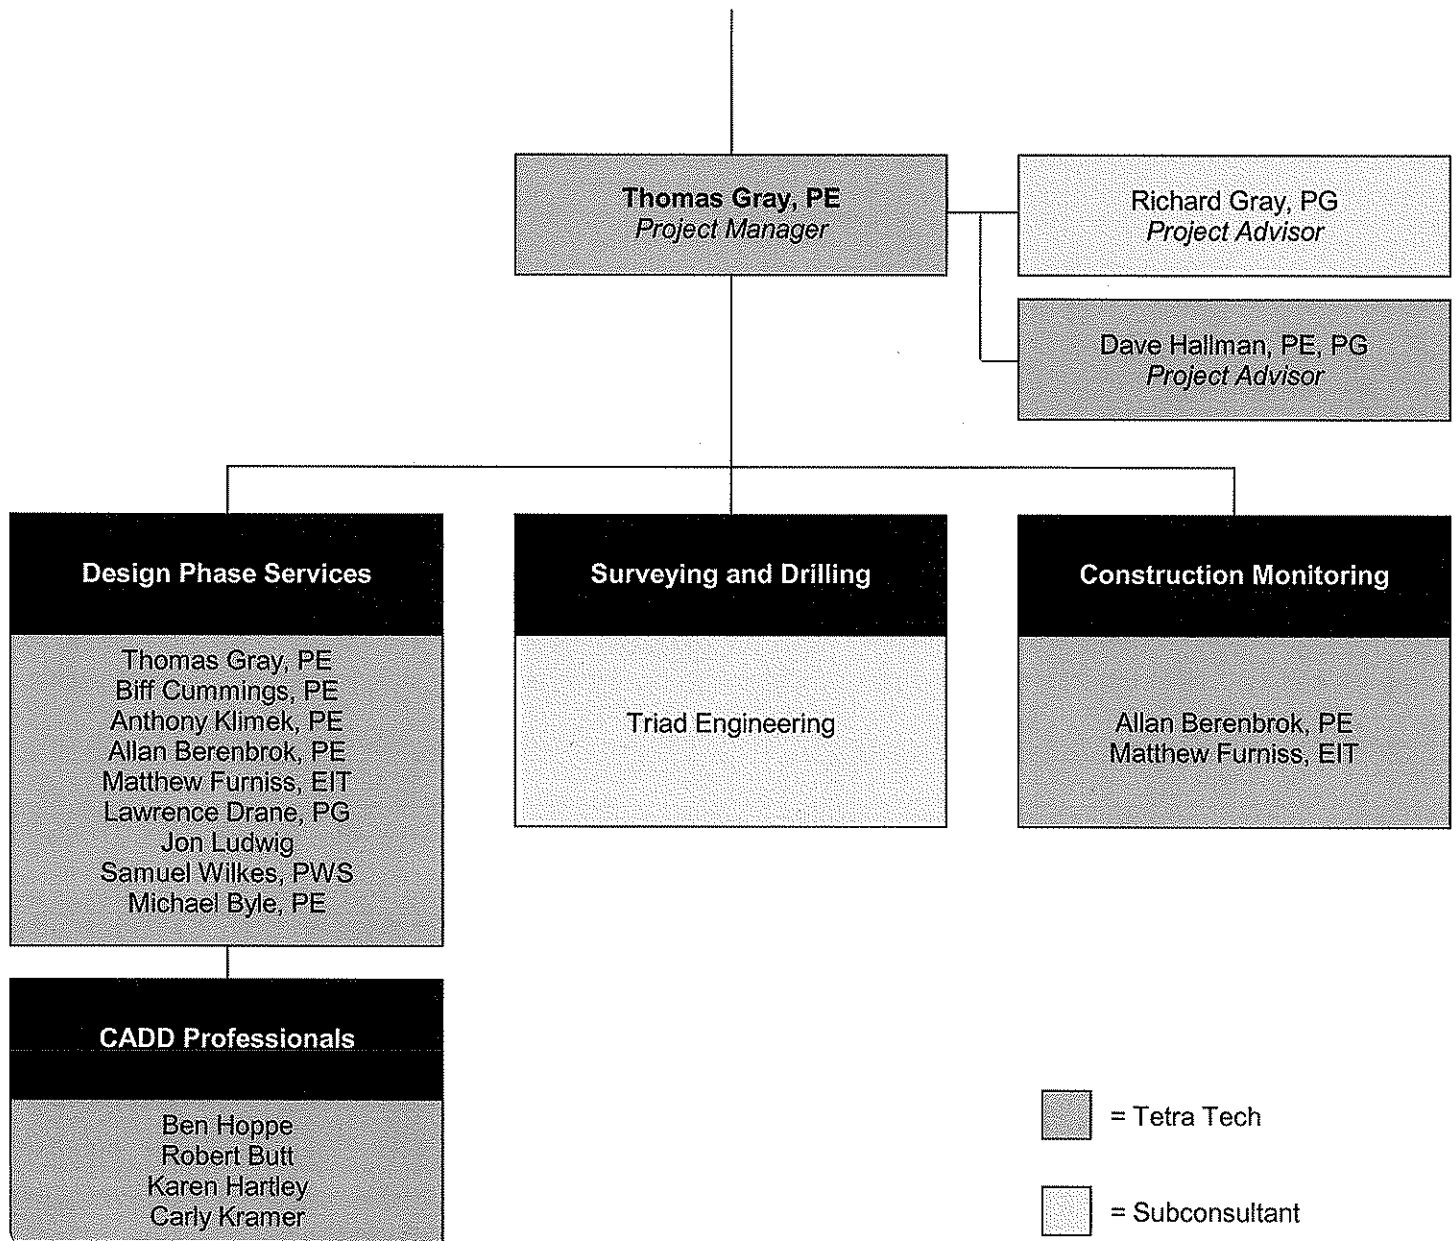 Thomas Gray, PE
Project Manager
Richard Gray, PG
Project Advisor
Dave Hallman, PE, PG
Project Advisor
Design Phase Services
Thomas Gray, PE
Biff Cummings, PE
Anthony Klimek, PE
Allan Berenbrok, PE
Matthew Furniss, EIT
Lawrence Drane, PG
Jon Ludwig
Samuel Wilkes, PWS
Michael Byle, PE
Surveying and Drilling
Triad Engineering
Construction Monitoring
Allan Berenbrok, PE
Matthew Furniss, EIT
CADD Professionals
Ben Hoppe
Robert Butt
Karen Hartley
Carly Kramer
= Tetra Tech
= Subconsultant